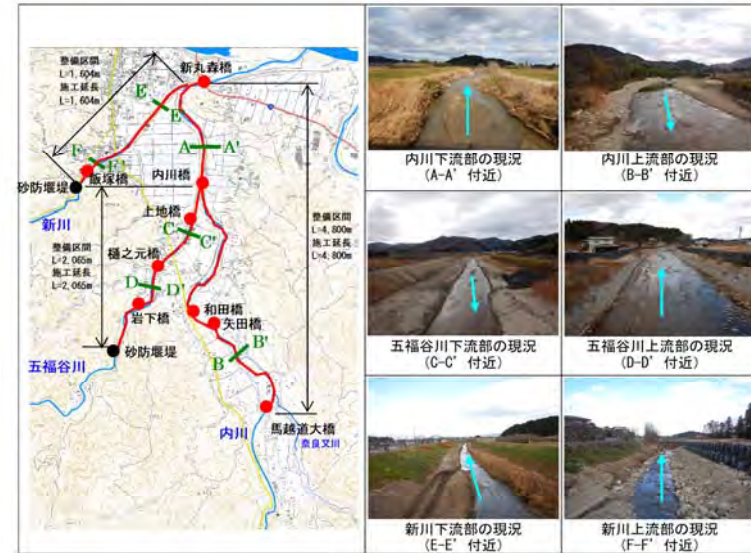 整備区間
L=1,604m
施工延長
L=1,604m
新丸森橋
E
E'
F
F'
A
A'
飯塚橋
砂防堰堤
新川
内川橋
上地橋
C
C'
整備区間
L=4,800m
施工延長
L=4,800m
整備区間
L=2,065m
施工延長
L=2,065m
樋之元橋
D
D'
岩下橋
和田橋
矢田橋
B
B'
砂防堰堤
五福谷川
内川
馬越道大橋
奈良又川
内川下流部の現況
(A-A' 付近)
内川上流部の現況
(B-B' 付近)
五福谷川下流部の現況
(C-C' 付近)
五福谷川上流部の現況
(D-D' 付近)
新川下流部の現況
(E-E' 付近)
新川上流部の現況
(F-F' 付近)